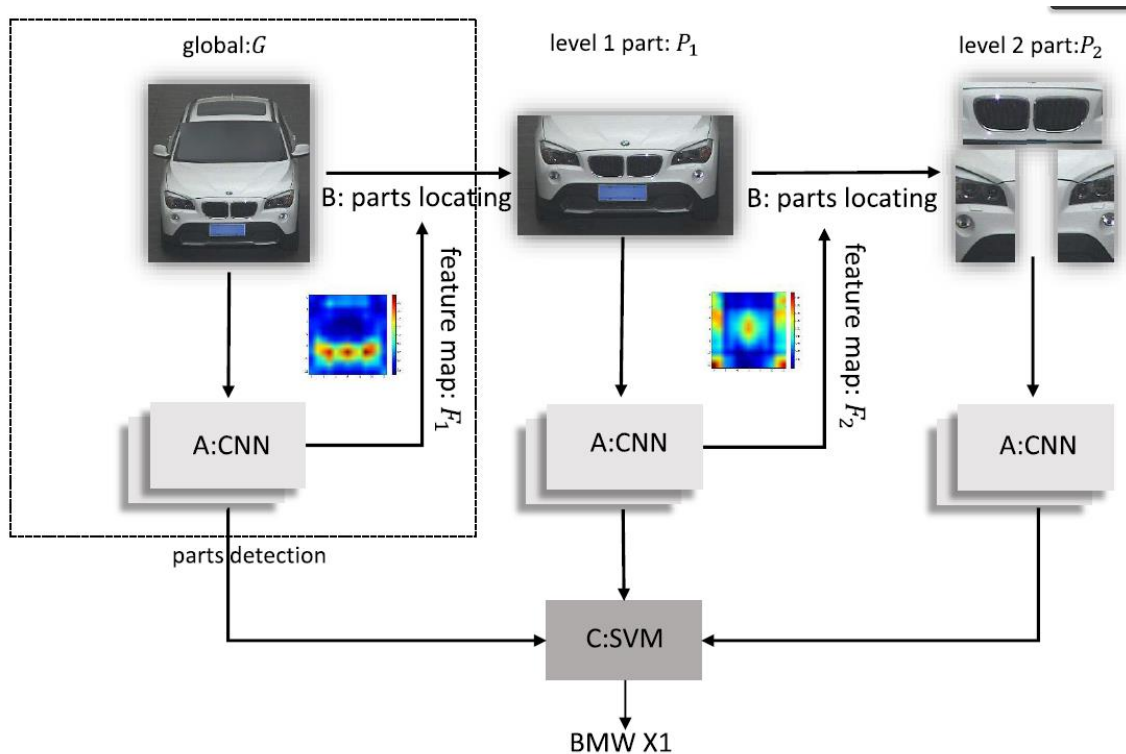 global:G
level 1 part: P₁
level 2 part:P₂
B: parts locating
B: parts locating
feature map: F₁
feature map: F₂
A:CNN
A:CNN
A:CNN
parts detection
C:SVM
BMW X1